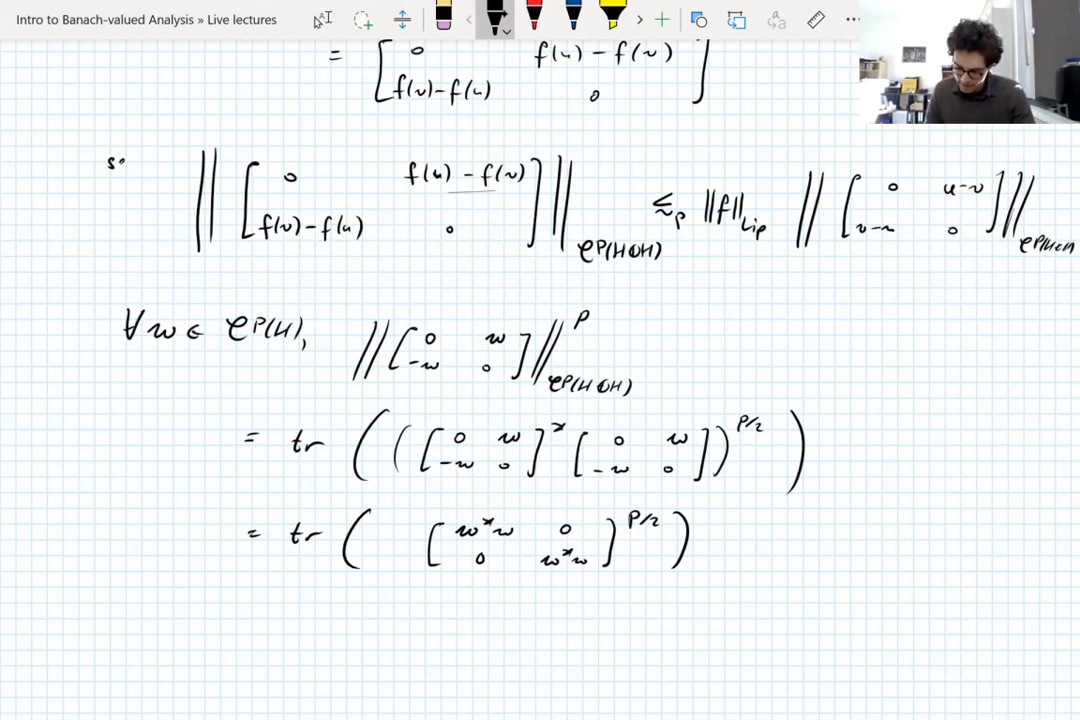 Intro to Banach-valued Analysis » Live lectures
= [ 0 f(u) - f(v)
f(v)-f(u) 0 ]
so || [ 0 f(u) - f(v)
f(v)-f(u) 0 ] ||_{𝒞^p(H⊕H)} ≲_p ||f||_{Lip} || [ 0 u-v
v-u 0 ] ||_{𝒞^p(H⊕H)}
∀ w ∈ 𝒞^p(H), || [ 0 w
-w 0 ] ||^p_{𝒞^p(H⊕H)}
= tr ( ( [ 0 w
-w 0 ]^* [ 0 w
-w 0 ] )^{p/2} )
= tr ( [ w^*w 0
0 w^*w ]^{p/2} )